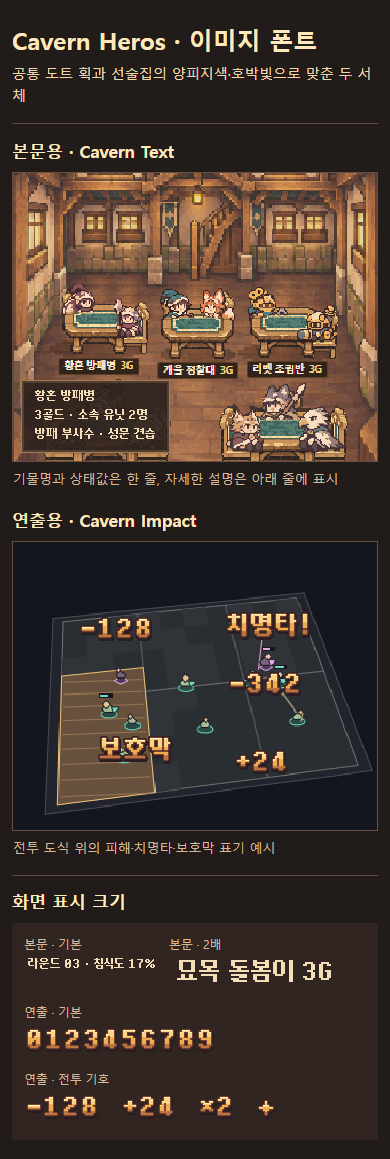 Cavern Heros · 이미지 폰트
공통 도트 획과 선술집의 양피지색·호박빛으로 맞춘 두 서
체
본문용 · Cavern Text
황혼 방패병 3G
개울 정찰대 3G
리벳 조립반 3G
황혼 방패병
3골드 · 소속 유닛 2명
방패 부사수 · 성문 견습
기물명과 상태값은 한 줄, 자세한 설명은 아래 줄에 표시
연출용 · Cavern Impact
-128
치명타!
-342
보호막
+24
전투 도식 위의 피해·치명타·보호막 표기 예시
화면 표시 크기
본문 · 기본
라운드 03 · 침식도 17%
본문 · 2배
묘목 돌봄이 3G
연출 · 기본
0123456789
연출 · 전투 기호
-128 +24 ×2 +